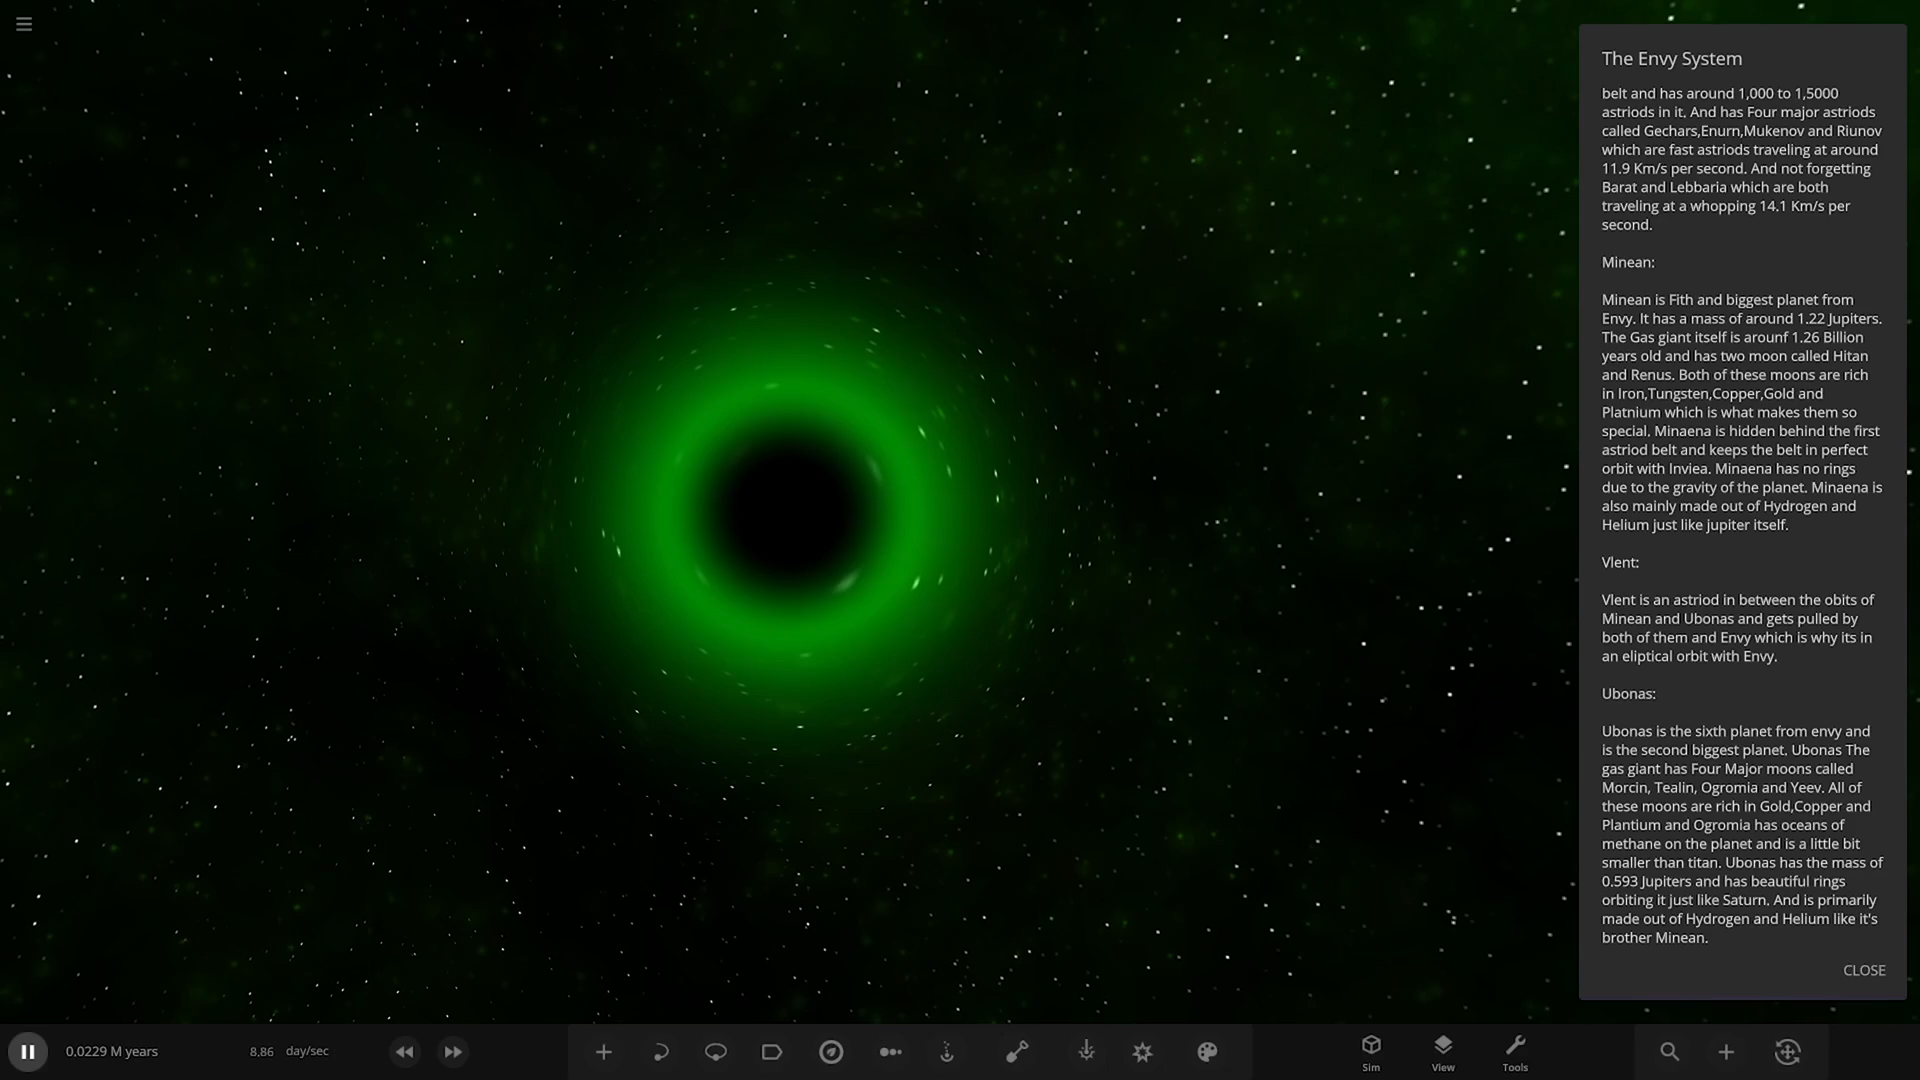 The Envy System
belt and has around 1,000 to 1,5000
astriods in it. And has Four major astriods
called Gechars,Enurn,Mukenov and Riunov
which are fast astriods traveling at around
11.9 Km/s per second. And not forgetting
Barat and Lebbaria which are both
traveling at a whopping 14.1 Km/s per
second.
Minean:
Minean is Fith and biggest planet from
Envy. It has a mass of around 1.22 Jupiters.
The Gas giant itself is arounf 1.26 Billion
years old and has two moon called Hitan
and Renus. Both of these moons are rich
in Iron,Tungsten,Copper,Gold and
Platnium which is what makes them so
special. Minaena is hidden behind the first
astriod belt and keeps the belt in perfect
orbit with Inviea. Minaena has no rings
due to the gravity of the planet. Minaena is
also mainly made out of Hydrogen and
Helium just like jupiter itself.
Vlent:
Vlent is an astriod in between the obits of
Minean and Ubonas and gets pulled by
both of them and Envy which is why its in
an eliptical orbit with Envy.
Ubonas:
Ubonas is the sixth planet from envy and
is the second biggest planet. Ubonas The
gas giant has Four Major moons called
Morcin, Tealin, Ogromia and Yeev. All of
these moons are rich in Gold,Copper and
Plantium and Ogromia has oceans of
methane on the planet and is a little bit
smaller than titan. Ubonas has the mass of
0.593 Jupiters and has beautiful rings
orbiting it just like Saturn. And is primarily
made out of Hydrogen and Helium like it's
brother Minean.
CLOSE
0.0229 M years 8.86 day/sec
Sim View Tools